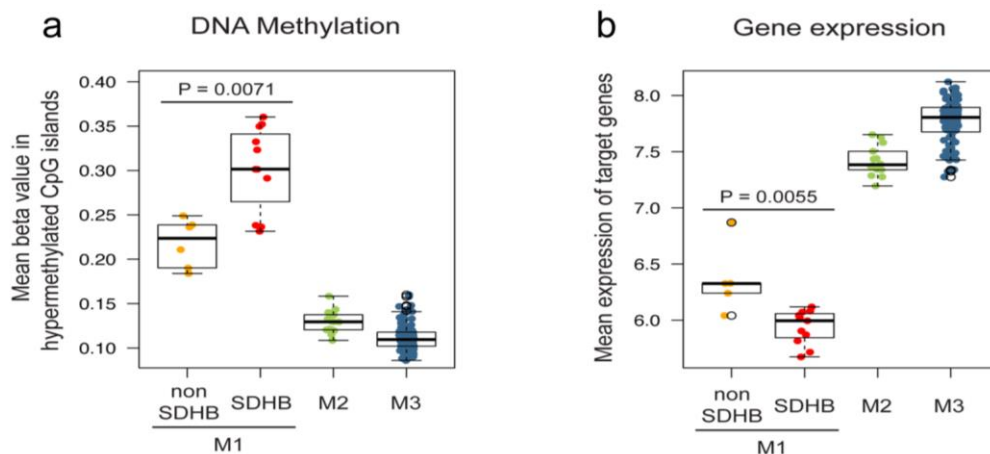 a
DNA Methylation
Mean beta value in
hypermethylated CpG islands
0.40
0.35
0.30
0.25
0.20
0.15
0.10
P = 0.0071
non
SDHB
SDHB
M2
M3
M1
b
Gene expression
Mean expression of target genes
8.0
7.5
7.0
6.5
6.0
P = 0.0055
non
SDHB
SDHB
M2
M3
M1